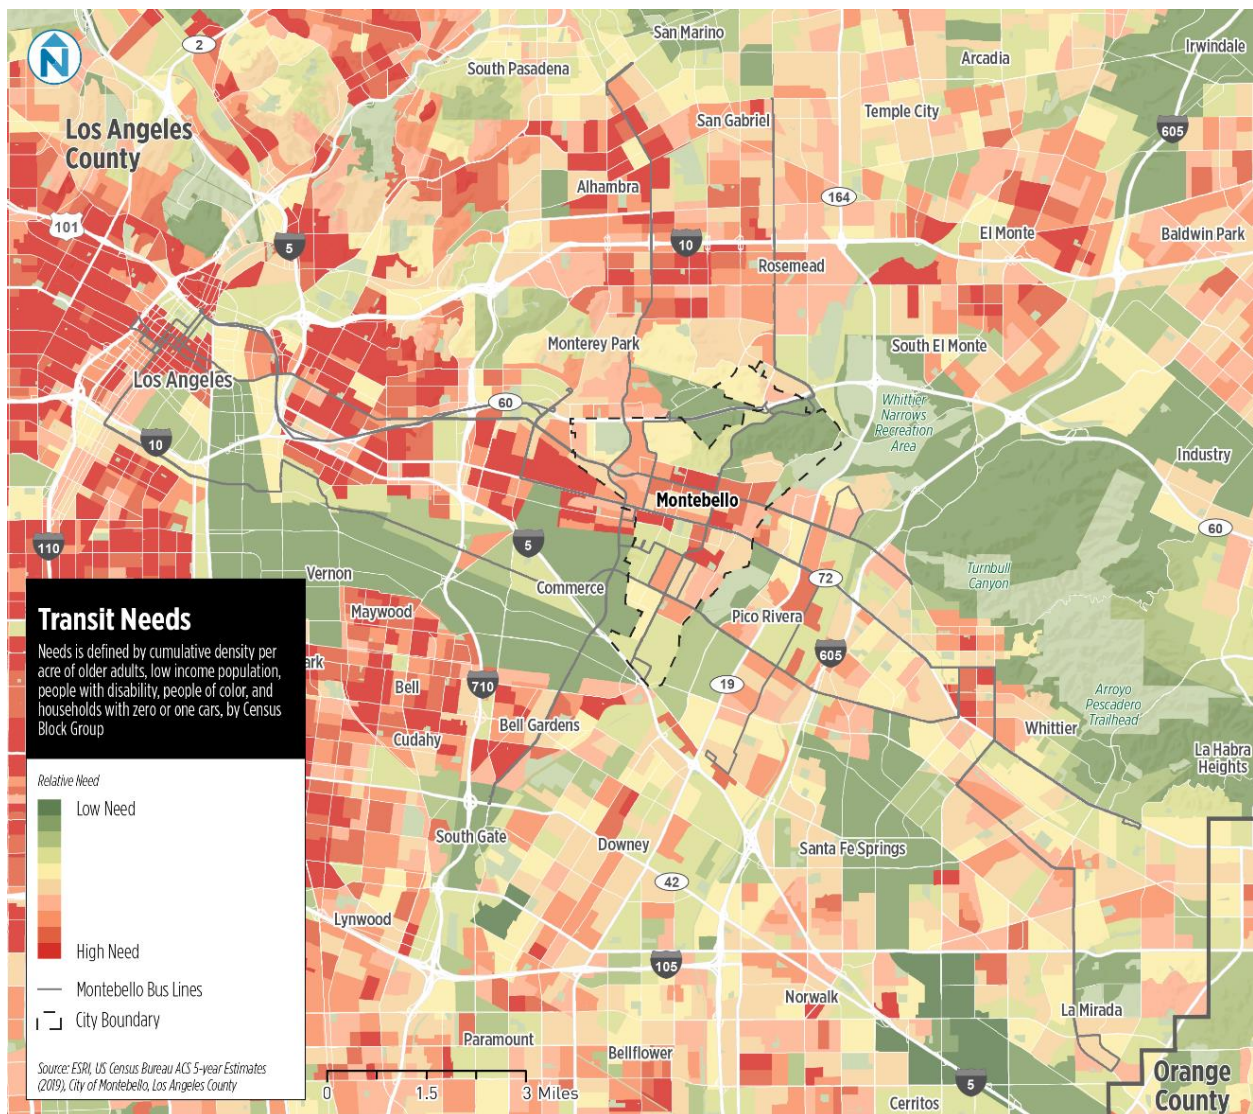 N
2
San Marino
Arcadia
Irwindale
South Pasadena
Los Angeles
County
San Gabriel
Temple City
605
Alhambra
164
101
5
10
El Monte
Baldwin Park
Rosemead
Monterey Park
South El Monte
Los Angeles
60
Whittier
Narrows
Recreation
Area
10
Industry
Montebello
60
110
5
Turnbull
Canyon
Vernon
Commerce
72
Maywood
Pico Rivera
605
ark
Bell
710
19
Arroyo
Pescadero
Trailhead
Cudahy
Bell Gardens
Whittier
La Habra
Heights
South Gate
Downey
Santa Fe Springs
42
Lynwood
105
Norwalk
La Mirada
Paramount
Bellflower
5
Orange
County
Cerritos
Transit Needs
Needs is defined by cumulative density per
acre of older adults, low income population,
people with disability, people of color, and
households with zero or one cars, by Census
Block Group
Relative Need
Low Need
High Need
Montebello Bus Lines
City Boundary
Source: ESRI, US Census Bureau ACS 5-year Estimates
(2019), City of Montebello, Los Angeles County
0 1.5 3 Miles